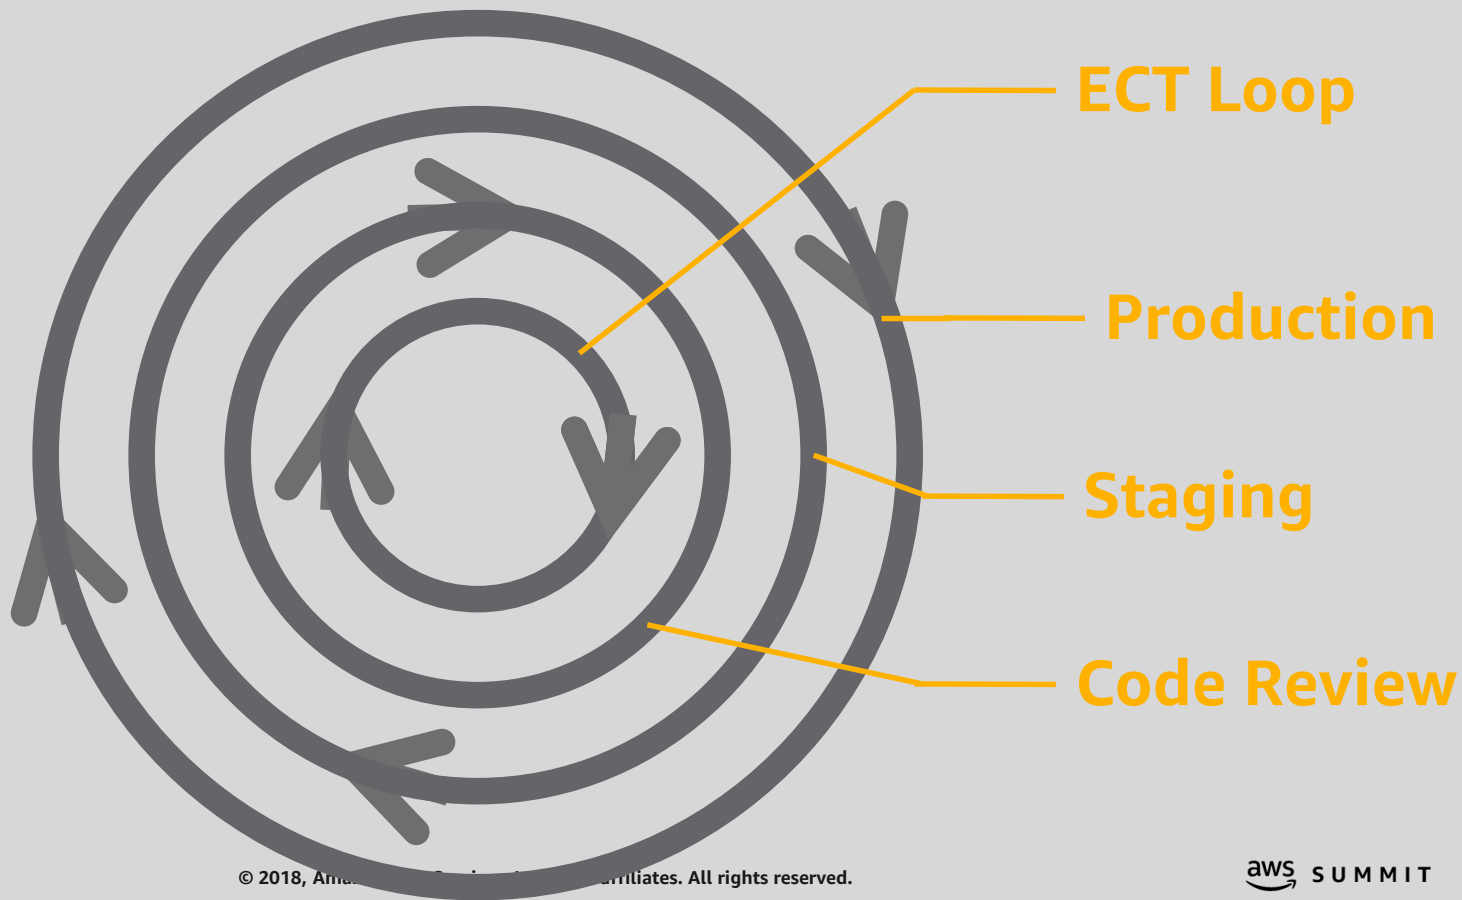 ECT Loop
Production
Staging
Code Review
© 2018, affiliates. All rights reserved.
aws SUMMIT